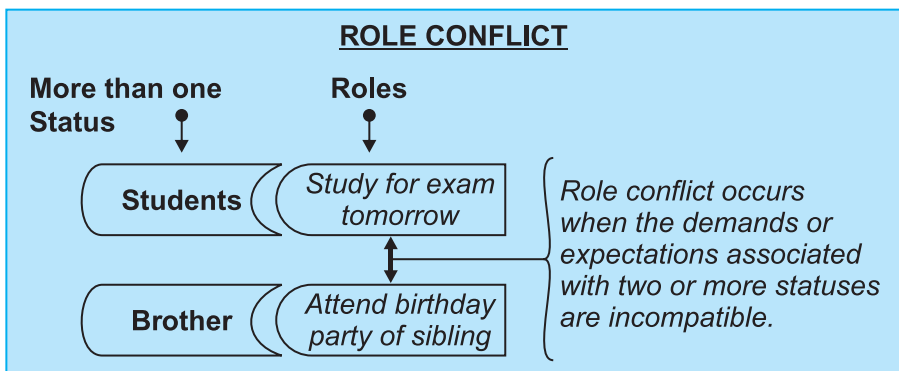 ROLE CONFLICT
More than one
Status
Roles
Students
Study for exam
tomorrow
Brother
Attend birthday
party of sibling
Role conflict occurs
when the demands or
expectations associated
with two or more statuses
are incompatible.